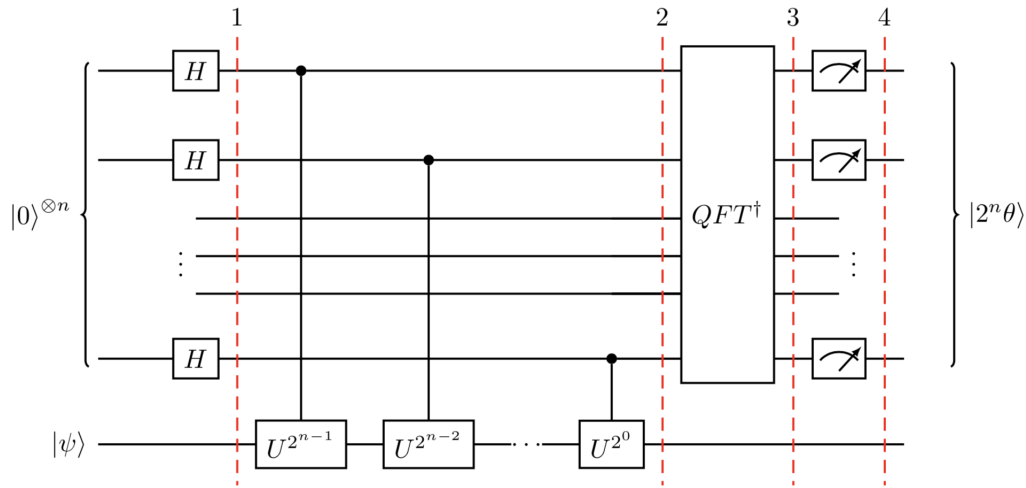 1 2 3 4
H
H
|0⟩^{⊗n} QFT^† |2^nθ⟩
⋮ ⋮
H
|ψ⟩ U^{2^{n-1}} U^{2^{n-2}} ··· U^{2^0}